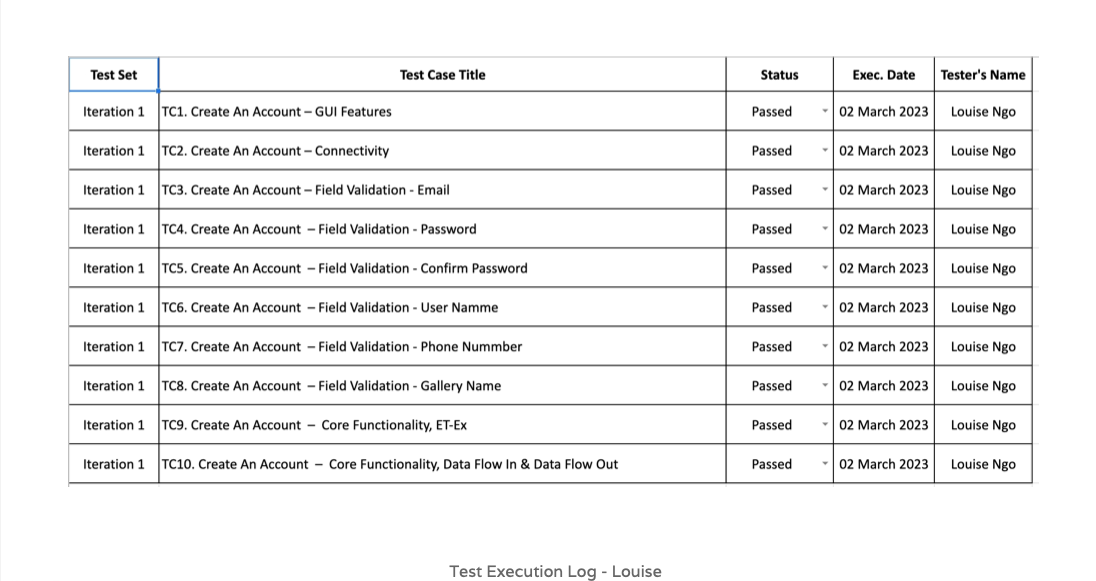 Test Set Test Case Title Status Exec. Date Tester's Name
Iteration 1 TC1. Create An Account – GUI Features Passed 02 March 2023 Louise Ngo
Iteration 1 TC2. Create An Account – Connectivity Passed 02 March 2023 Louise Ngo
Iteration 1 TC3. Create An Account – Field Validation - Email Passed 02 March 2023 Louise Ngo
Iteration 1 TC4. Create An Account – Field Validation - Password Passed 02 March 2023 Louise Ngo
Iteration 1 TC5. Create An Account – Field Validation - Confirm Password Passed 02 March 2023 Louise Ngo
Iteration 1 TC6. Create An Account – Field Validation - User Namme Passed 02 March 2023 Louise Ngo
Iteration 1 TC7. Create An Account – Field Validation - Phone Nummber Passed 02 March 2023 Louise Ngo
Iteration 1 TC8. Create An Account – Field Validation - Gallery Name Passed 02 March 2023 Louise Ngo
Iteration 1 TC9. Create An Account – Core Functionality, ET-Ex Passed 02 March 2023 Louise Ngo
Iteration 1 TC10. Create An Account – Core Functionality, Data Flow In & Data Flow Out Passed 02 March 2023 Louise Ngo
Test Execution Log - Louise